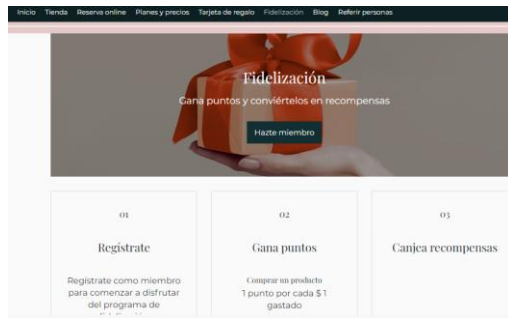 Inicio Tienda Reserva online Planes y precios Tarjeta de regalo Fidelización Blog Referir personas
Fidelización
Gana puntos y conviértelos en recompensas
Hazte miembro
01
Regístrate
Regístrate como miembro
para comenzar a disfrutar
del programa de
02
Gana puntos
Comprar un producto
1 punto por cada $ 1
gastado
03
Canjea recompensas